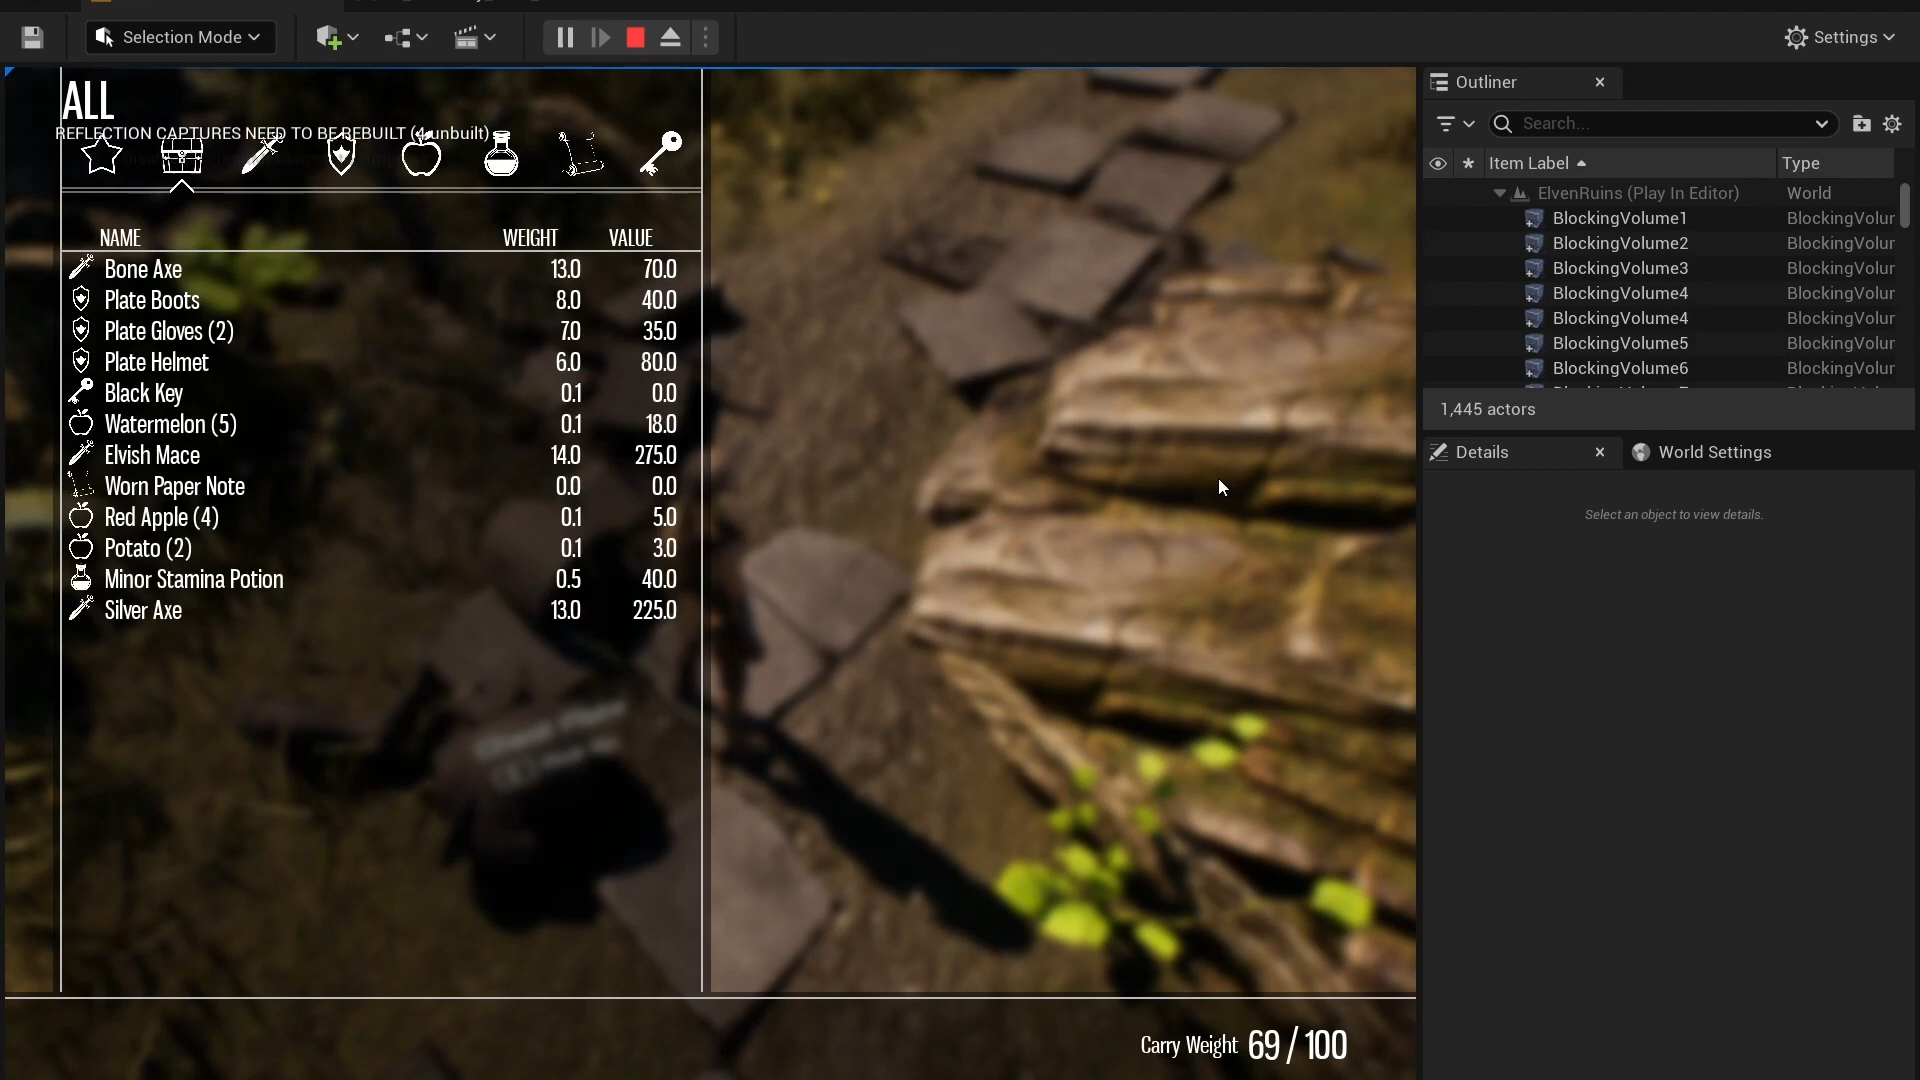 Selection Mode
Settings
ALL
REFLECTION CAPTURES NEED TO BE REBUILT (4 unbuilt)
NAME WEIGHT VALUE
Bone Axe 13.0 70.0
Plate Boots 8.0 40.0
Plate Gloves (2) 7.0 35.0
Plate Helmet 6.0 80.0
Black Key 0.1 0.0
Watermelon (5) 0.1 18.0
Elvish Mace 14.0 275.0
Worn Paper Note 0.0 0.0
Red Apple (4) 0.1 5.0
Potato (2) 0.1 3.0
Minor Stamina Potion 0.5 40.0
Silver Axe 13.0 225.0
Carry Weight 69 / 100
Outliner
Search...
Item Label Type
ElvenRuins (Play In Editor) World
BlockingVolume1 BlockingVolur
BlockingVolume2 BlockingVolur
BlockingVolume3 BlockingVolur
BlockingVolume4 BlockingVolur
BlockingVolume4 BlockingVolur
BlockingVolume5 BlockingVolur
BlockingVolume6 BlockingVolur
1,445 actors
Details World Settings
Select an object to view details.